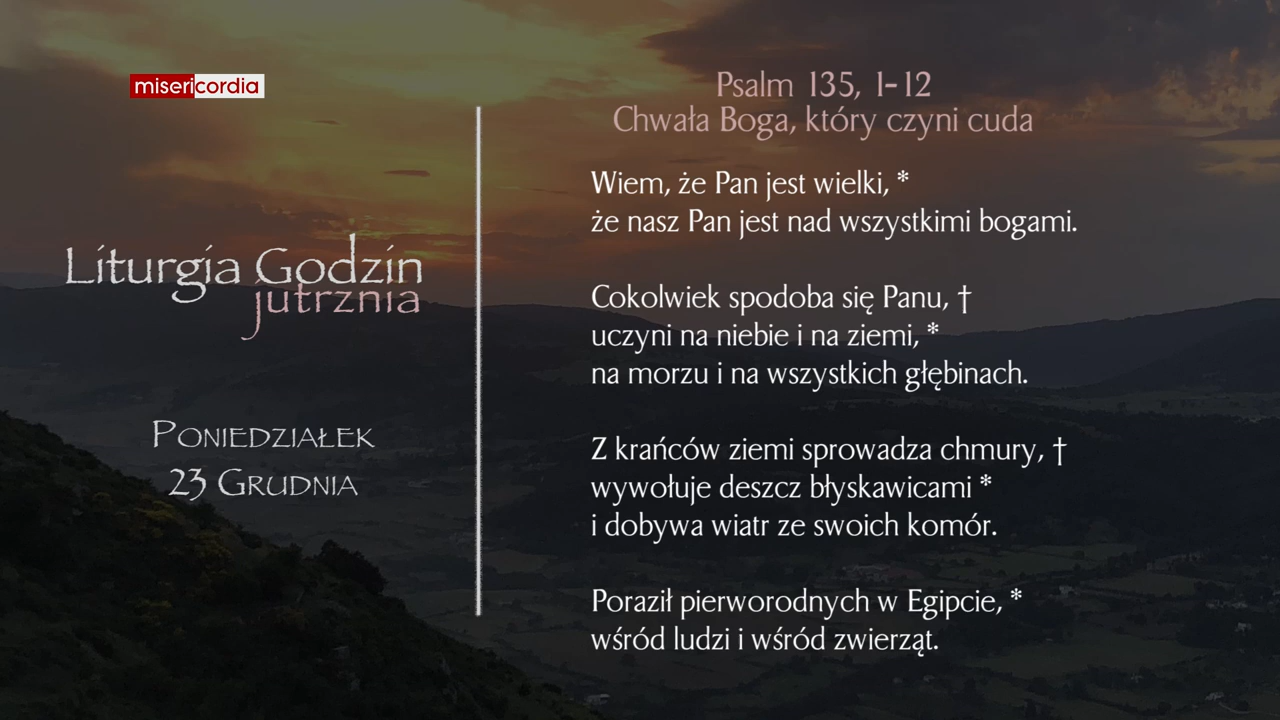 misericordia
Liturgia Godzin
jutrznia
Poniedziałek
23 Grudnia
Psalm 135, 1-12
Chwała Boga, który czyni cuda
Wiem, że Pan jest wielki, *
że nasz Pan jest nad wszystkimi bogami.
Cokolwiek spodoba się Panu, †
uczyni na niebie i na ziemi, *
na morzu i na wszystkich głębinach.
Z krańców ziemi sprowadza chmury, †
wywołuje deszcz błyskawicami *
i dobywa wiatr ze swoich komór.
Poraził pierworodnych w Egipcie, *
wśród ludzi i wśród zwierząt.